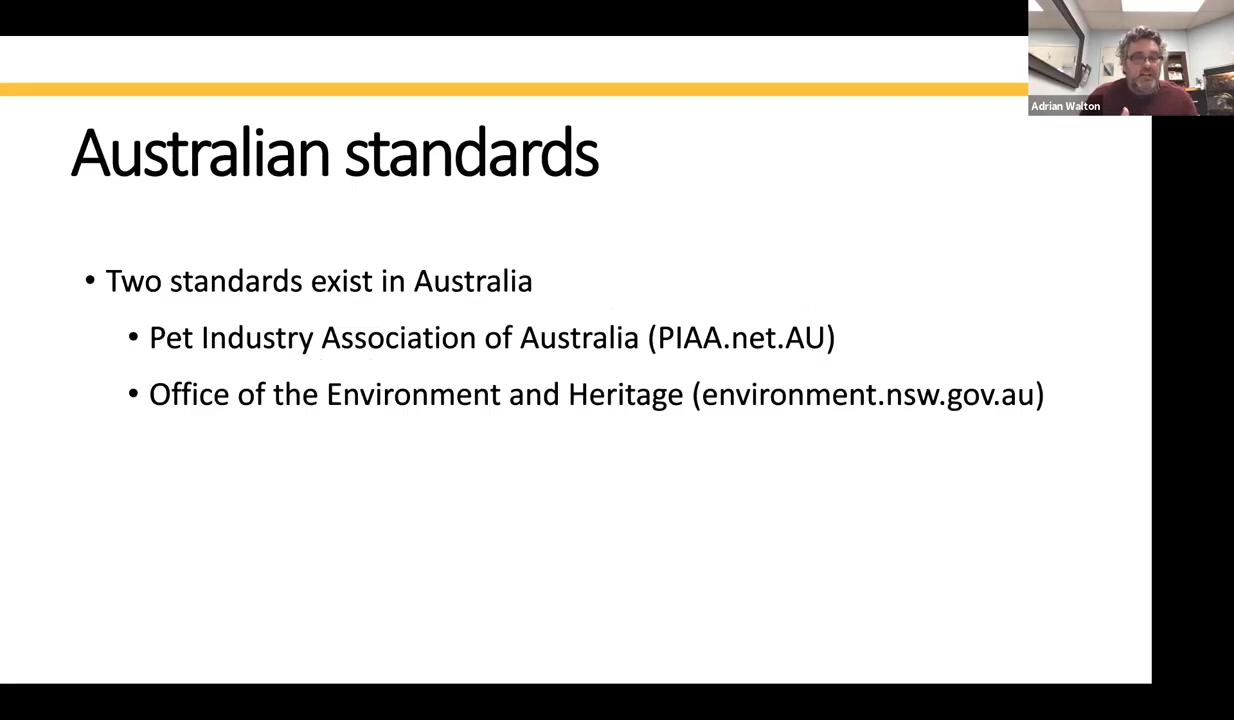 Adrian Walton
Australian standards
• Two standards exist in Australia
• Pet Industry Association of Australia (PIAA.net.AU)
• Office of the Environment and Heritage (environment.nsw.gov.au)